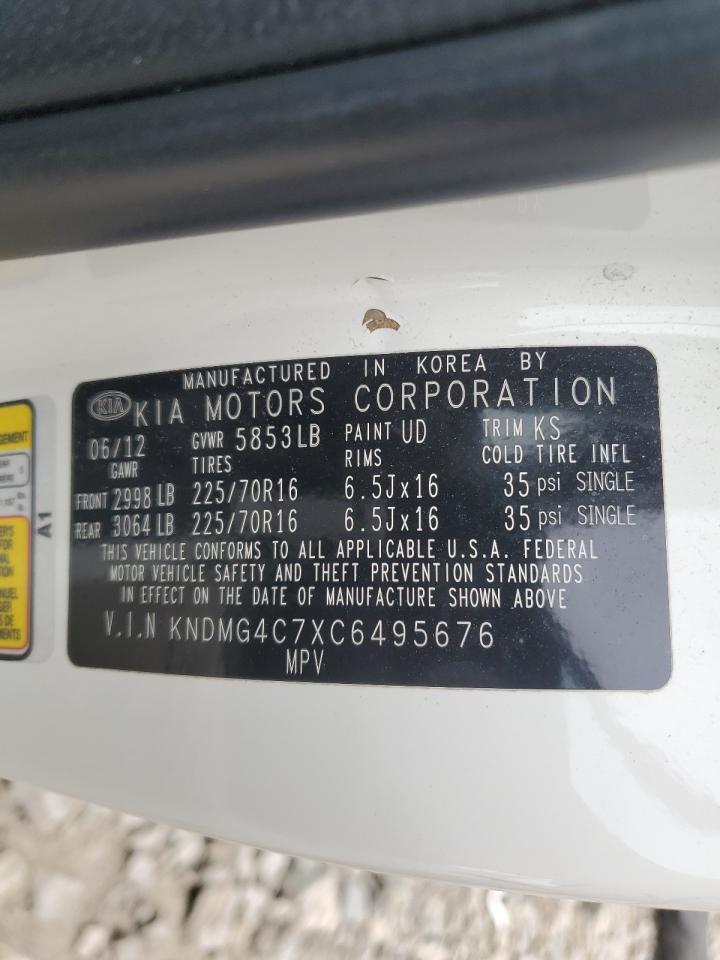 MANUFACTURED IN KOREA BY
KIA KIA MOTORS CORPORATION
06/12 GVWR 5853LB PAINT UD TRIM KS
GAWR TIRES RIMS COLD TIRE INFL
FRONT 2998 LB 225/70R16 6.5Jx16 35 psi SINGLE
REAR 3064 LB 225/70R16 6.5Jx16 35 psi SINGLE
THIS VEHICLE CONFORMS TO ALL APPLICABLE U.S.A. FEDERAL
MOTOR VEHICLE SAFETY AND THEFT PREVENTION STANDARDS
IN EFFECT ON THE DATE OF MANUFACTURE SHOWN ABOVE
V.I.N KNDMG4C7XC6495676
MPV
A1